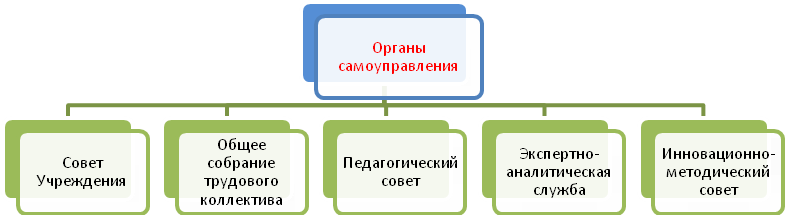 Органы
самоуправления
Совет
Учреждения
Общее
собрание
трудового
коллектива
Педагогический
совет
Экспертно-
аналитическая
служба
Инновационно-
методический
совет